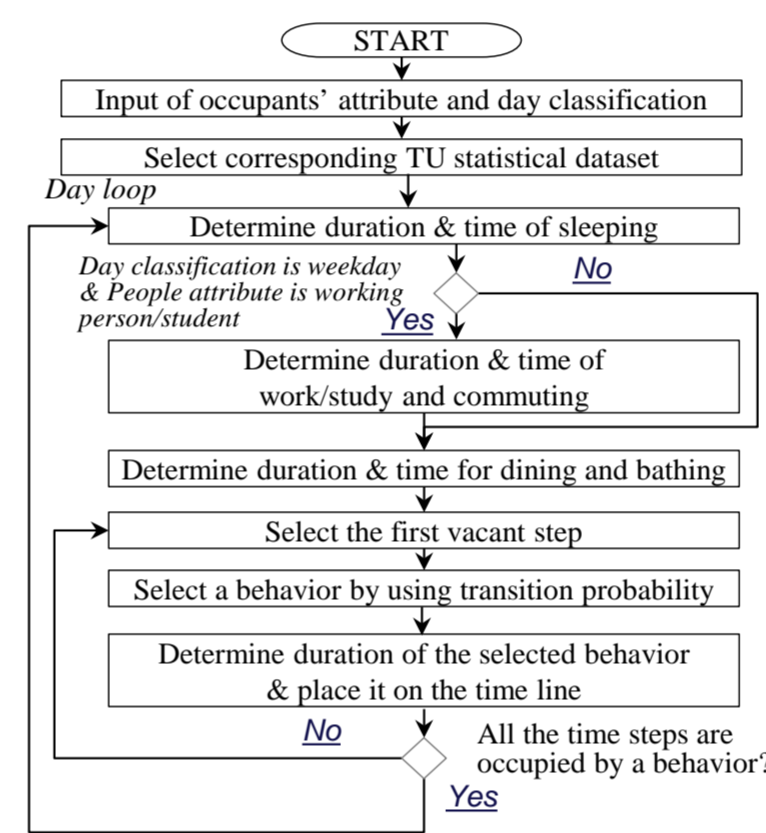 START
Input of occupants’ attribute and day classification
Select corresponding TU statistical dataset
Day loop
Determine duration & time of sleeping
Day classification is weekday
& People attribute is working
person/student
No
Yes
Determine duration & time of
work/study and commuting
Determine duration & time for dining and bathing
Select the first vacant step
Select a behavior by using transition probability
Determine duration of the selected behavior
& place it on the time line
No
All the time steps are
occupied by a behavior?
Yes